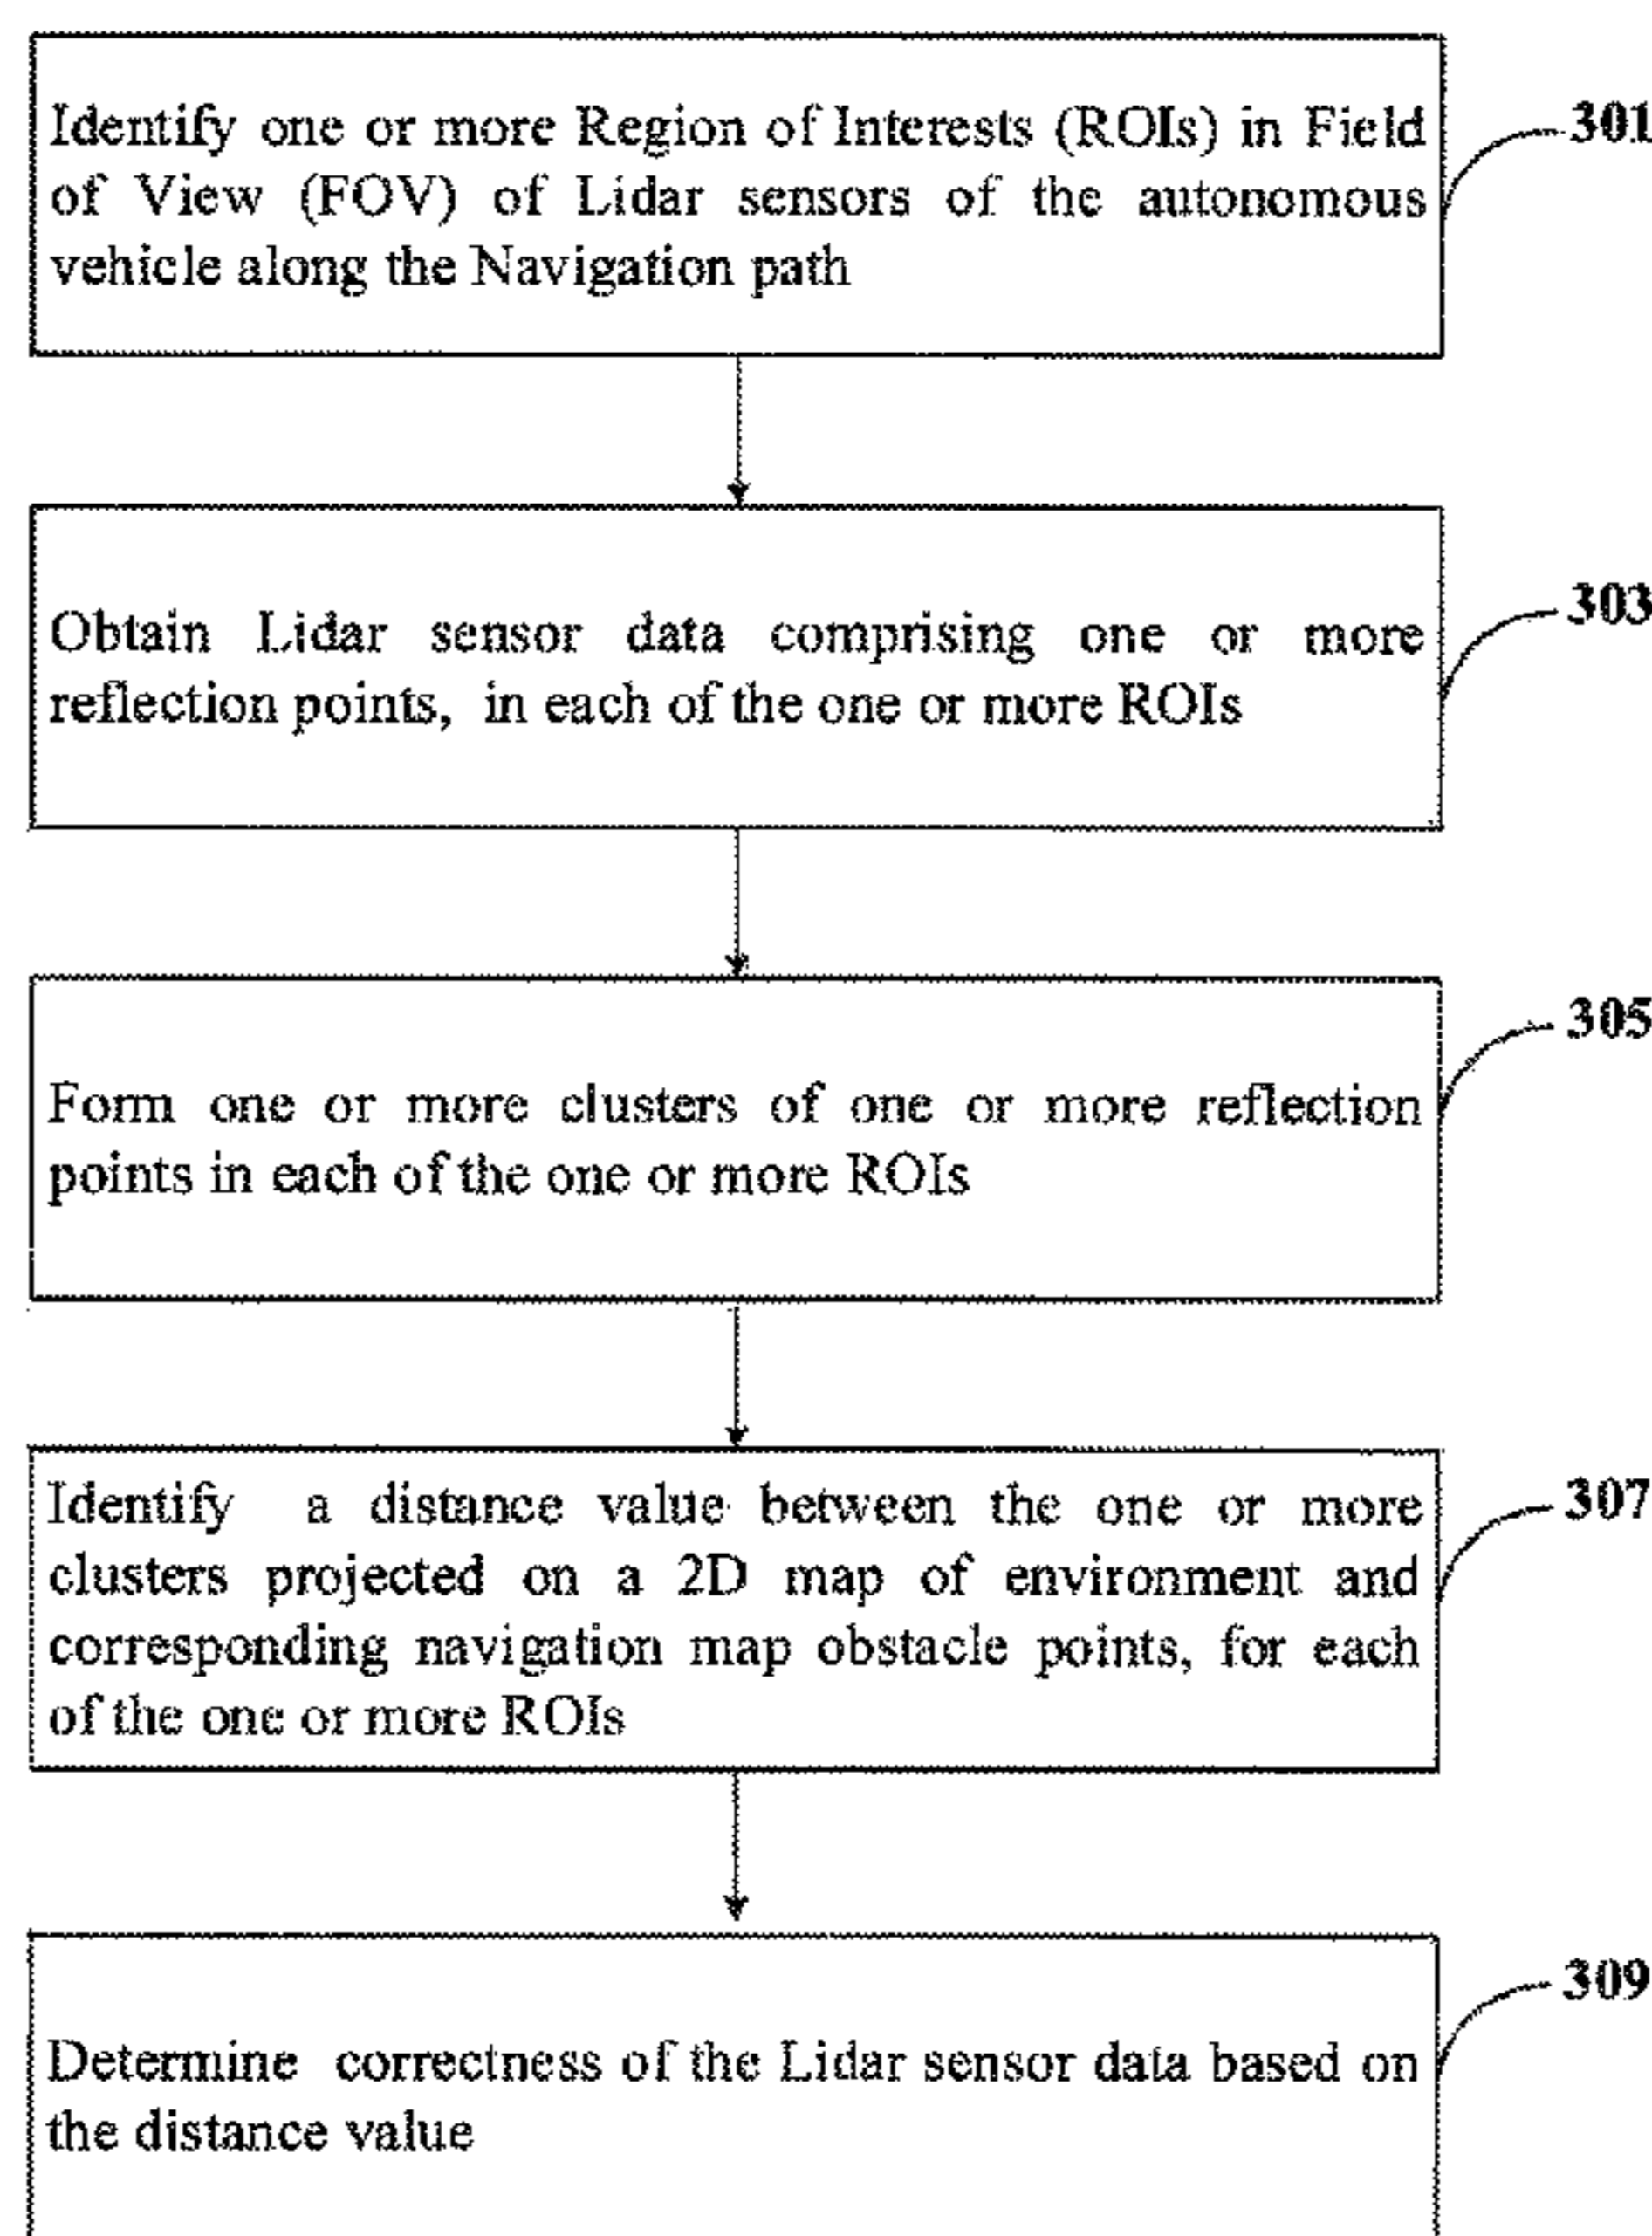 Identify one or more Region of Interests (ROIs) in Field
of View (FOV) of Lidar sensors of the autonomous
vehicle along the Navigation path
301
Obtain Lidar sensor data comprising one or more
reflection points, in each of the one or more ROIs
303
Form one or more clusters of one or more reflection
points in each of the one or more ROIs
305
Identify a distance value between the one or more
clusters projected on a 2D map of environment and
corresponding navigation map obstacle points, for each
of the one or more ROIs
307
Determine correctness of the Lidar sensor data based on
the distance value
309